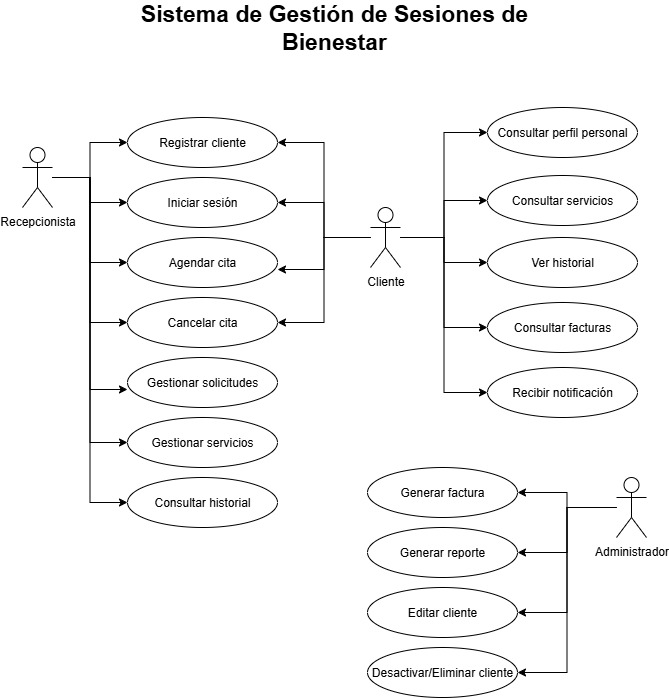 Sistema de Gestión de Sesiones de
Bienestar
Recepcionista
Registrar cliente
Iniciar sesión
Agendar cita
Cancelar cita
Gestionar solicitudes
Gestionar servicios
Consultar historial
Cliente
Consultar perfil personal
Consultar servicios
Ver historial
Consultar facturas
Recibir notificación
Generar factura
Generar reporte
Editar cliente
Desactivar/Eliminar cliente
Administrador